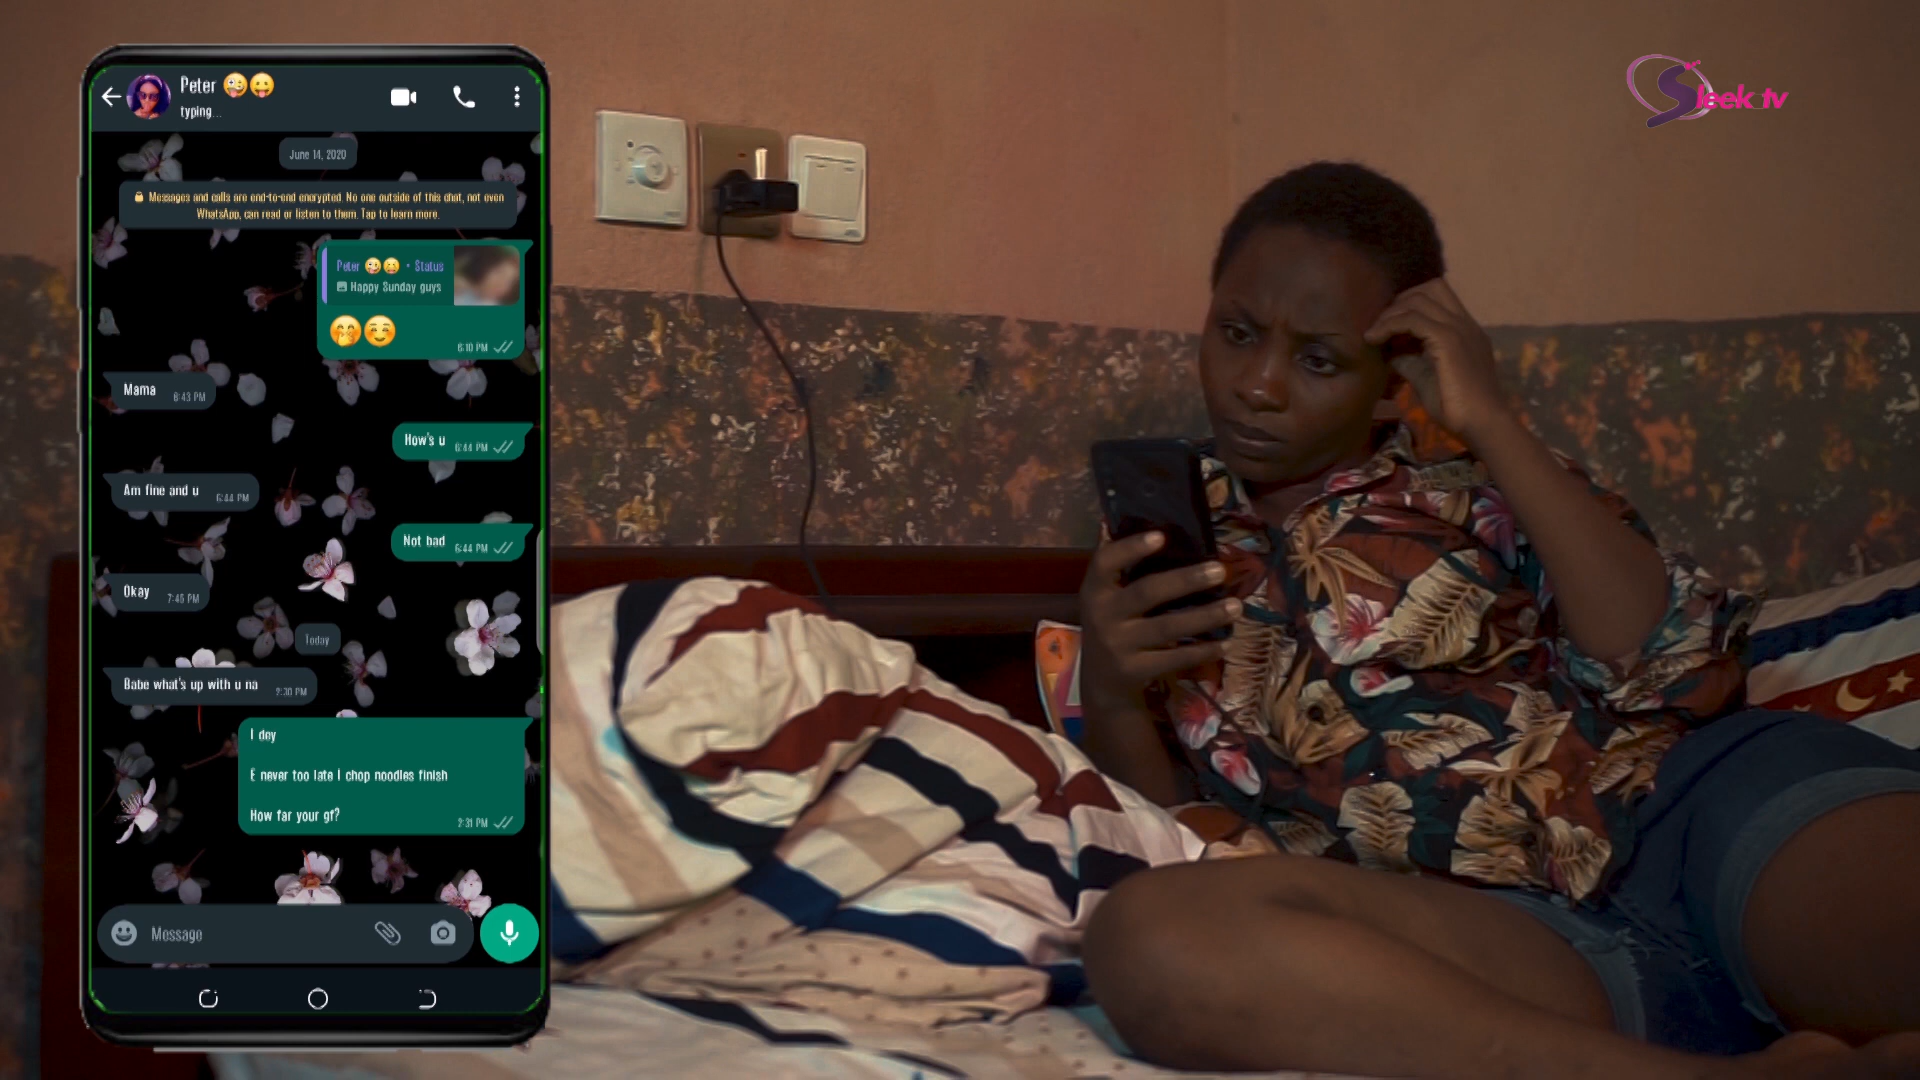 Peter 😜😛
typing...
Sleek tv
June 14, 2020
🔒 Messages and calls are end-to-end encrypted. No one outside of this chat, not even
WhatsApp, can read or listen to them. Tap to learn more.
Peter 😜😛 • Status
Happy Sunday guys
🤭☺️
6:10 PM
Mama 6:43 PM
How's u 6:44 PM
Am fine and u 6:44 PM
Not bad 6:44 PM
Okay 7:45 PM
Today
Babe what's up with u na 2:30 PM
I dey
E never too late I chop noodles finish
How far your gf?
2:31 PM
Message